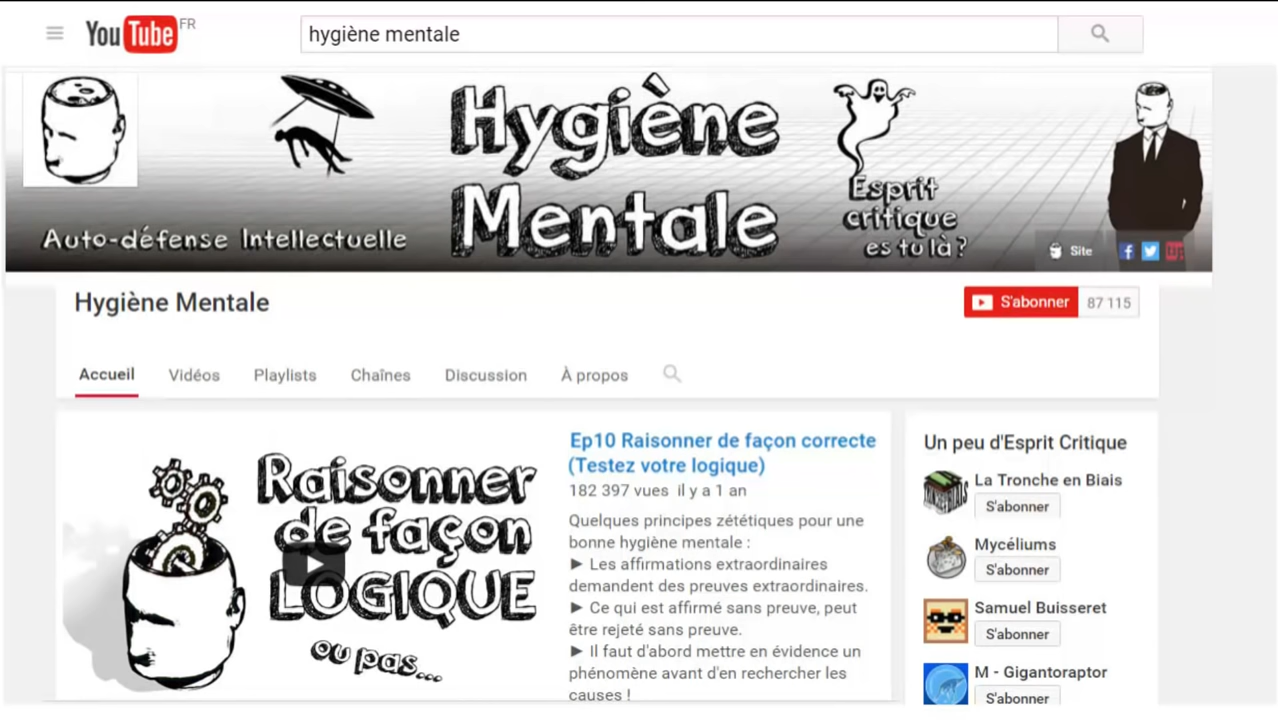 YouTube FR
hygiène mentale
Hygiène
Mentale
Auto-défense Intellectuelle
Esprit
critique
es tu là ?
Site
Hygiène Mentale
S'abonner 87 115
Accueil Vidéos Playlists Chaînes Discussion À propos
Raisonner
de façon
LOGIQUE
ou pas...
Ep10 Raisonner de façon correcte
(Testez votre logique)
182 397 vues il y a 1 an
Quelques principes zététiques pour une
bonne hygiène mentale :
► Les affirmations extraordinaires
demandent des preuves extraordinaires.
► Ce qui est affirmé sans preuve, peut
être rejeté sans preuve.
► Il faut d'abord mettre en évidence un
phénomène avant d'en rechercher les
causes !
Un peu d'Esprit Critique
La Tronche en Biais
S'abonner
Mycéliums
S'abonner
Samuel Buisseret
S'abonner
M - Gigantoraptor
S'abonner